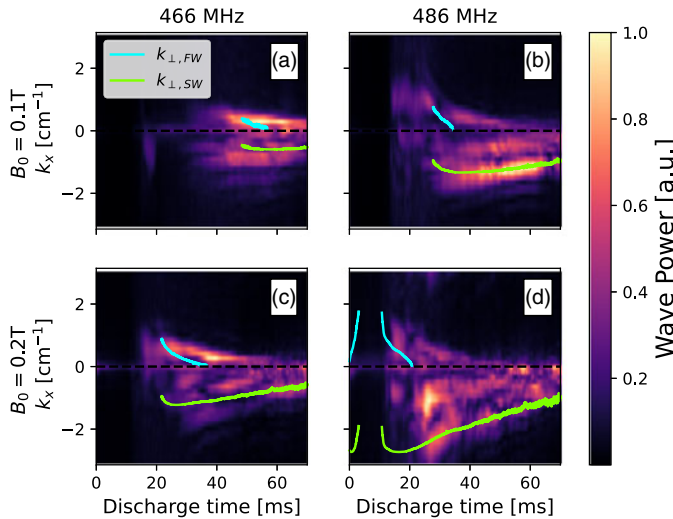 466 MHz 486 MHz
B₀ = 0.1T
kₓ [cm⁻¹]
2
0
−2
(a)
k⊥,FW
k⊥,SW
(b)
B₀ = 0.2T
kₓ [cm⁻¹]
2
0
−2
(c)
(d)
0 20 40 60 0 20 40 60
Discharge time [ms] Discharge time [ms]
1.0
0.8
0.6
0.4
0.2
Wave Power [a.u.]